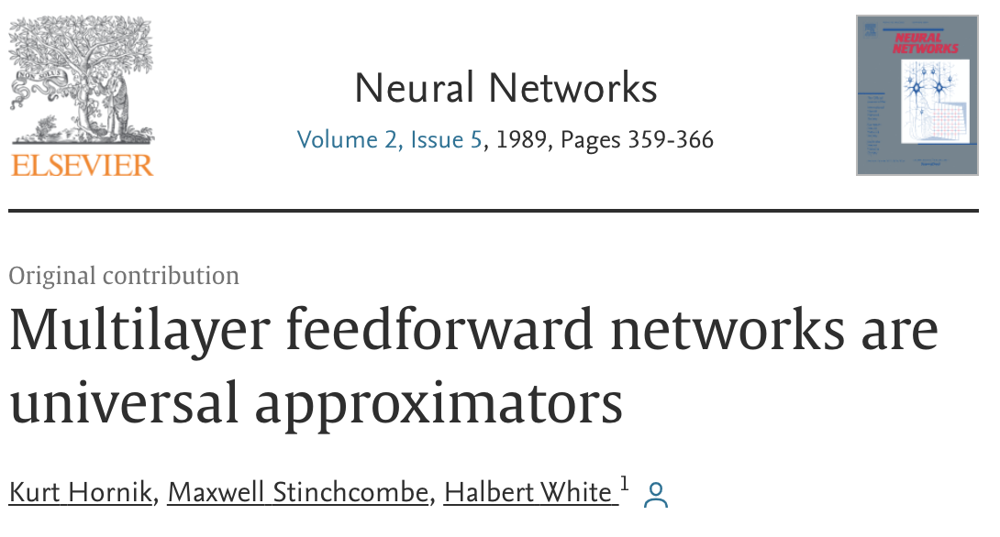 ELSEVIER
Neural Networks
Volume 2, Issue 5, 1989, Pages 359-366
NEURAL
NETWORKS
Original contribution
Multilayer feedforward networks are
universal approximators
Kurt Hornik, Maxwell Stinchcombe, Halbert White 1